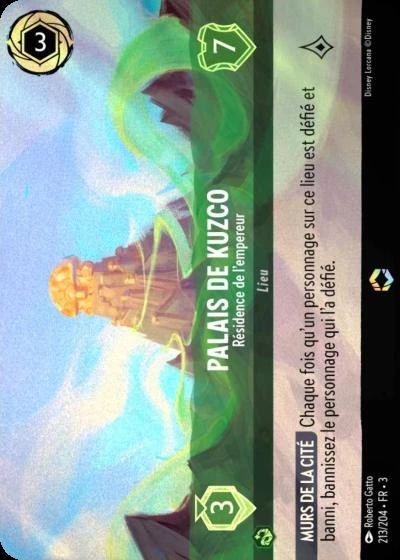 3
PALAIS DE KUZCO
Résidence de l'empereur
3
7
Lieu
MURS DE LA CITÉ Chaque fois qu'un personnage sur ce lieu est défié et
banni, bannissez le personnage qui l'a défié.
Roberto Gatto
213/204 • FR • 3
Disney Lorcana ©Disney